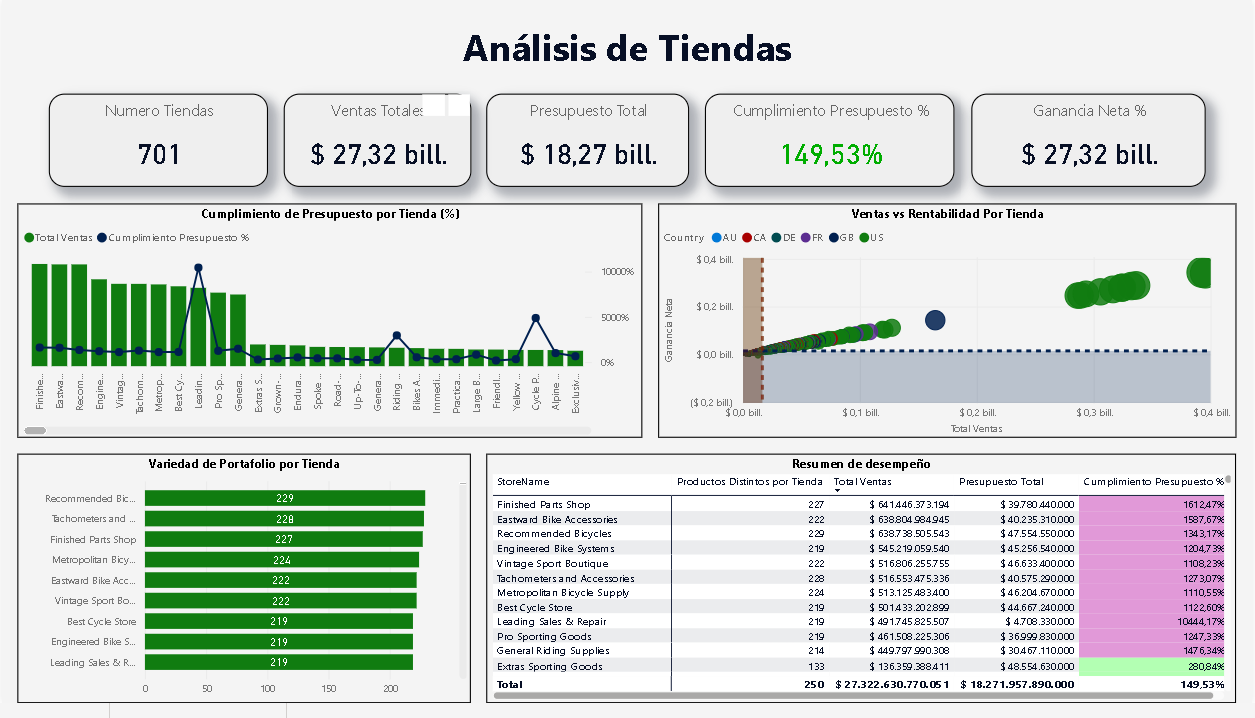 Análisis de Tiendas
Numero Tiendas
701
Ventas Totales
$ 27,32 bill.
Presupuesto Total
$ 18,27 bill.
Cumplimiento Presupuesto %
149,53%
Ganancia Neta %
$ 27,32 bill.
Cumplimiento de Presupuesto por Tienda (%)
Total Ventas Cumplimiento Presupuesto %
10000%
5000%
0%
Finishe...
Eastwa...
Recom...
Engine...
Vintag...
Tachom...
Metrop...
Best Cy...
Leadin...
Pro Sp...
Genera...
Extras S...
Grown-...
Endura...
Spoke ...
Road-...
Up-To-...
Genera...
Riding ...
Bikes A...
Immedi...
Practica...
Large B...
Friendl...
Yellow ...
Cycle P...
Alpine ...
Exclusiv...
Ventas vs Rentabilidad Por Tienda
Country AU CA DE FR GB US
Ganancia Neta
$ 0,4 bill.
$ 0,2 bill.
$ 0,0 bill.
($ 0,2 bill.)
$ 0,0 bill. $ 0,1 bill. $ 0,2 bill. $ 0,3 bill. $ 0,4 bill.
Total Ventas
Variedad de Portafolio por Tienda
Recommended Bic... 229
Tachometers and ... 228
Finished Parts Shop 227
Metropolitan Bicy... 224
Eastward Bike Acc... 222
Vintage Sport Bo... 222
Best Cycle Store 219
Engineered Bike S... 219
Leading Sales & R... 219
0 50 100 150 200
Resumen de desempeño
StoreName Productos Distintos por Tienda Total Ventas Presupuesto Total Cumplimiento Presupuesto %
Finished Parts Shop 227 $ 641.446.373.194 $ 39.780.440.000 1612,47%
Eastward Bike Accessories 222 $ 638.804.984.945 $ 40.235.310.000 1587,67%
Recommended Bicycles 229 $ 638.738.505.543 $ 47.554.550.000 1343,17%
Engineered Bike Systems 219 $ 545.219.059.540 $ 45.256.540.000 1204,73%
Vintage Sport Boutique 222 $ 516.806.255.755 $ 46.633.400.000 1108,23%
Tachometers and Accessories 228 $ 516.553.475.336 $ 40.575.290.000 1273,07%
Metropolitan Bicycle Supply 224 $ 513.125.483.400 $ 46.204.670.000 1110,55%
Best Cycle Store 219 $ 501.433.202.899 $ 44.667.240.000 1122,60%
Leading Sales & Repair 219 $ 491.745.825.507 $ 4.708.330.000 10444,17%
Pro Sporting Goods 219 $ 461.508.225.306 $ 36.999.830.000 1247,33%
General Riding Supplies 214 $ 449.797.990.308 $ 30.467.110.000 1476,34%
Extras Sporting Goods 133 $ 136.359.388.411 $ 48.554.630.000 280,84%
Total 250 $ 27.322.630.770.051 $ 18.271.957.890.000 149,53%